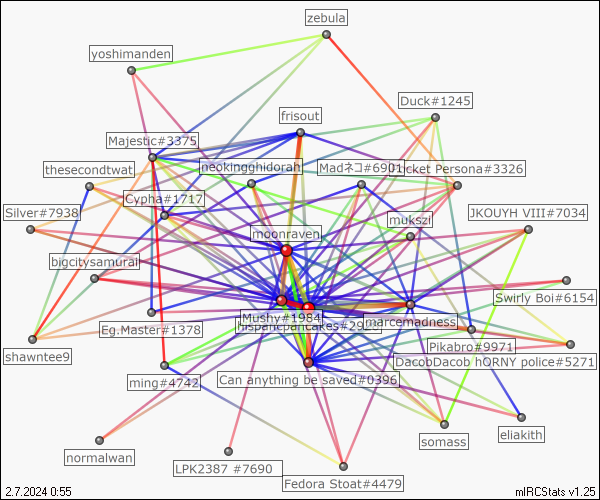 zebula
yoshimanden
Duck#1245
frisout
Majestic#3375
neokingghidorah
Madネコ#6901
Cricket Persona#3326
thesecondtwat
Cypha#1717
Silver#7938
mukszi
JKOUYH VIII#7034
moonraven
bigcitysamurai
Swirly Boi#6154
Mushy#1984
marcemadness
Eg.Master#1378
Pikabro#9971
shawntee9
DacobDacob hORNY police#5271
ming#4742
Can anything be saved#0396
somass
eliakith
normalwan
LPK2387 #7690
Fedora Stoat#4479
2.7.2024 0:55
mIRCStats v1.25